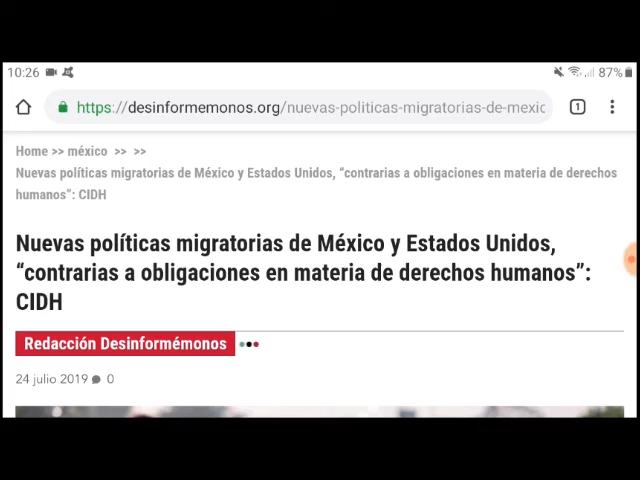 10:26
87%
https://desinformemonos.org/nuevas-politicas-migratorias-de-mexic
1
Home >> méxico >> >>
Nuevas políticas migratorias de México y Estados Unidos, “contrarias a obligaciones en materia de derechos
humanos”: CIDH
Nuevas políticas migratorias de México y Estados Unidos,
“contrarias a obligaciones en materia de derechos humanos”:
CIDH
Redacción Desinformémonos
24 julio 2019 0